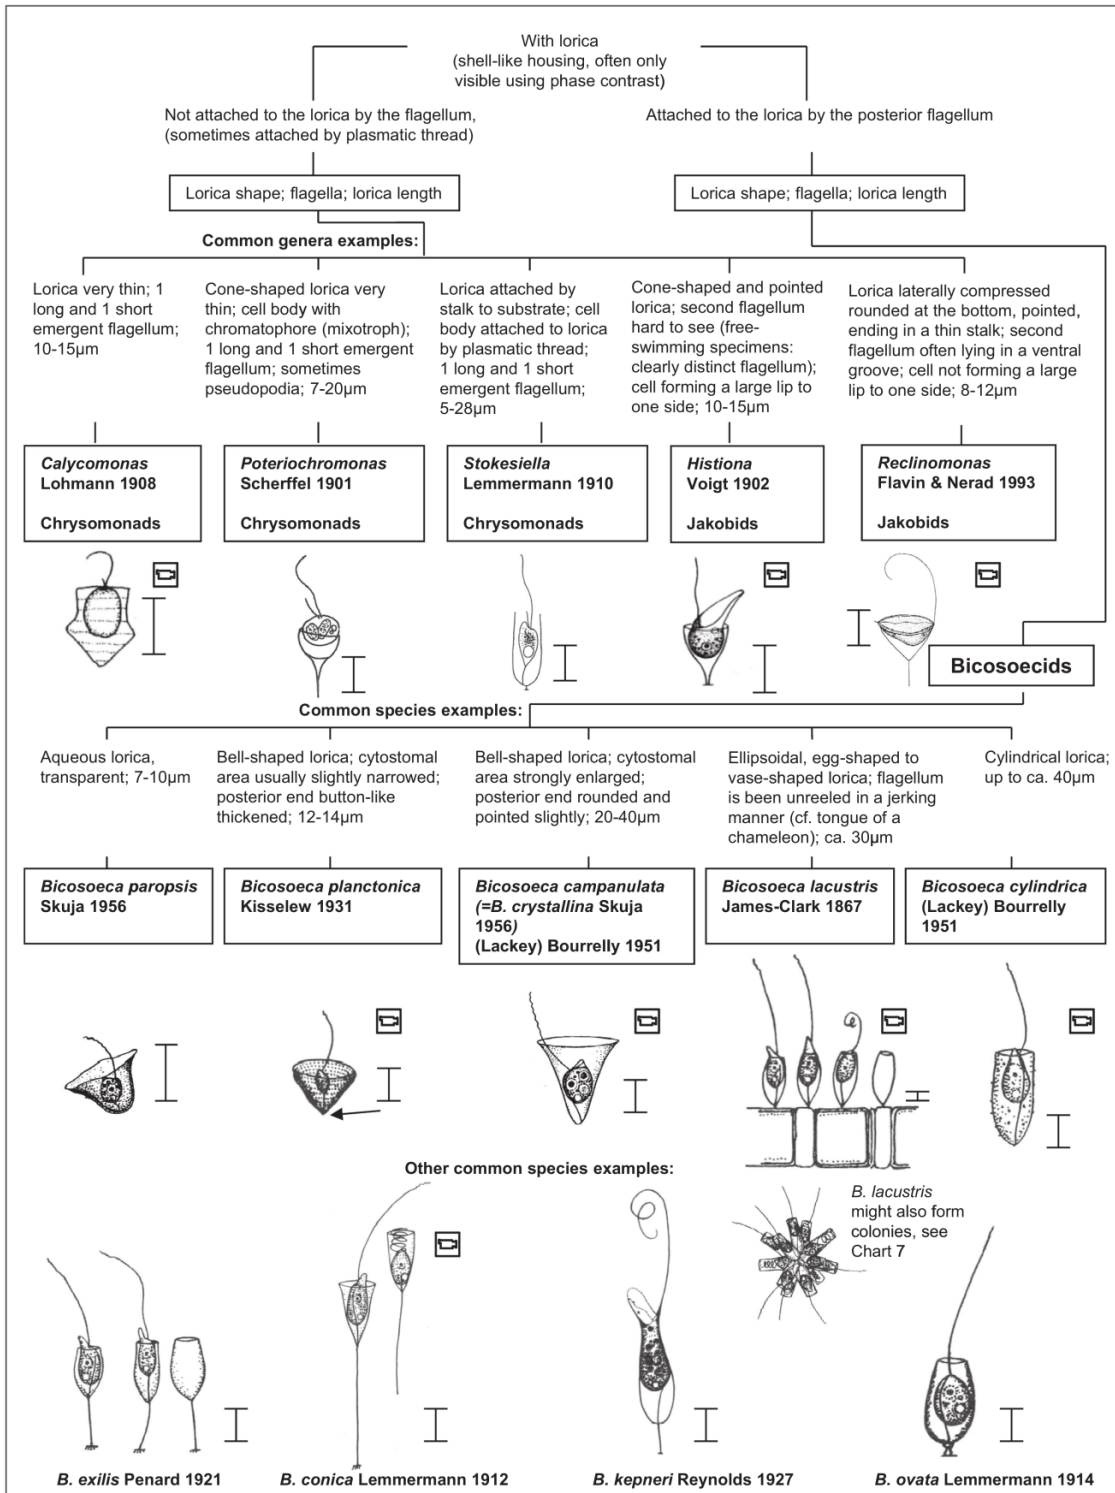 With lorica
(shell-like housing, often only
visible using phase contrast)
Not attached to the lorica by the flagellum,
(sometimes attached by plasmatic thread)
Attached to the lorica by the posterior flagellum
Lorica shape; flagella; lorica length
Lorica shape; flagella; lorica length
Common genera examples:
Lorica very thin; 1
long and 1 short
emergent flagellum;
10-15µm
Cone-shaped lorica very
thin; cell body with
chromatophore (mixotroph);
1 long and 1 short emergent
flagellum; sometimes
pseudopodia; 7-20µm
Lorica attached by
stalk to substrate; cell
body attached to lorica
by plasmatic thread;
1 long and 1 short
emergent flagellum;
5-28µm
Cone-shaped and pointed
lorica; second flagellum
hard to see (free-
swimming specimens:
clearly distinct flagellum);
cell forming a large lip to
one side; 10-15µm
Lorica laterally compressed
rounded at the bottom, pointed,
ending in a thin stalk; second
flagellum often lying in a ventral
groove; cell not forming a large
lip to one side; 8-12µm
Calycomonas
Lohmann 1908
Chrysomonads
Poteriochromonas
Scherffel 1901
Chrysomonads
Stokesiella
Lemmermann 1910
Chrysomonads
Histiona
Voigt 1902
Jakobids
Reclinomonas
Flavin & Nerad 1993
Jakobids
Bicosoecids
Common species examples:
Aqueous lorica,
transparent; 7-10µm
Bell-shaped lorica; cytostomal
area usually slightly narrowed;
posterior end button-like
thickened; 12-14µm
Bell-shaped lorica; cytostomal
area strongly enlarged;
posterior end rounded and
pointed slightly; 20-40µm
Ellipsoidal, egg-shaped to
vase-shaped lorica; flagellum
is been unreeled in a jerking
manner (cf. tongue of a
chameleon); ca. 30µm
Cylindrical lorica;
up to ca. 40µm
Bicosoeca paropsis
Skuja 1956
Bicosoeca planctonica
Kisselew 1931
Bicosoeca campanulata
(=B. crystallina Skuja
1956)
(Lackey) Bourrelly 1951
Bicosoeca lacustris
James-Clark 1867
Bicosoeca cylindrica
(Lackey) Bourrelly
1951
Other common species examples:
B. lacustris
might also form
colonies, see
Chart 7
B. exilis Penard 1921
B. conica Lemmermann 1912
B. kepneri Reynolds 1927
B. ovata Lemmermann 1914